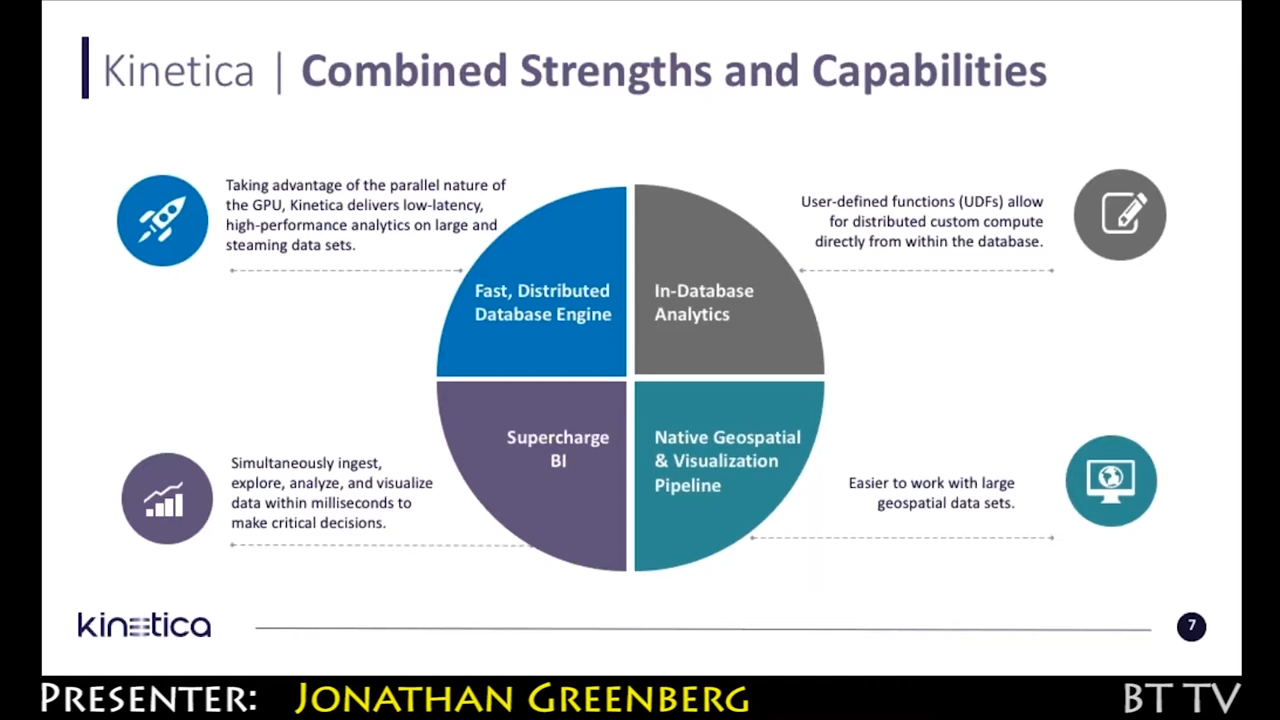 Kinetica | Combined Strengths and Capabilities
Taking advantage of the parallel nature of
the GPU, Kinetica delivers low-latency,
high-performance analytics on large and
steaming data sets.
User-defined functions (UDFs) allow
for distributed custom compute
directly from within the database.
Fast, Distributed
Database Engine
In-Database
Analytics
Supercharge
BI
Native Geospatial
& Visualization
Pipeline
Simultaneously ingest,
explore, analyze, and visualize
data within milliseconds to
make critical decisions.
Easier to work with large
geospatial data sets.
kinetica
7
Presenter: Jonathan Greenberg
BT TV